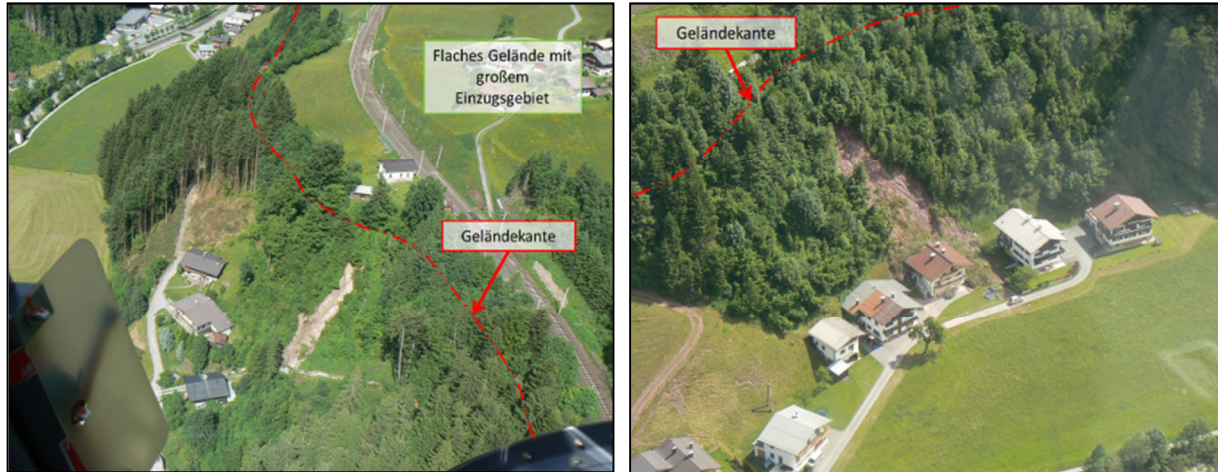 Flaches Gelände mit
großem
Einzugsgebiet
Geländekante
Geländekante